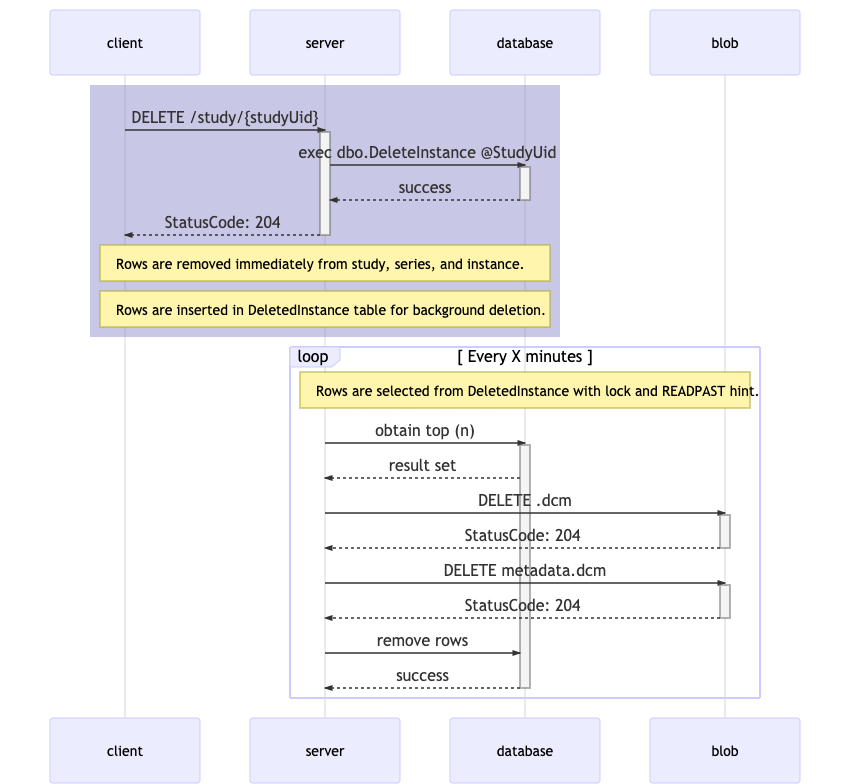 client
server
database
blob
DELETE /study/{studyUid}
exec dbo.DeleteInstance @StudyUid
success
StatusCode: 204
Rows are removed immediately from study, series, and instance.
Rows are inserted in DeletedInstance table for background deletion.
loop
[ Every X minutes ]
Rows are selected from DeletedInstance with lock and READPAST hint.
obtain top (n)
result set
DELETE .dcm
StatusCode: 204
DELETE metadata.dcm
StatusCode: 204
remove rows
success
client
server
database
blob